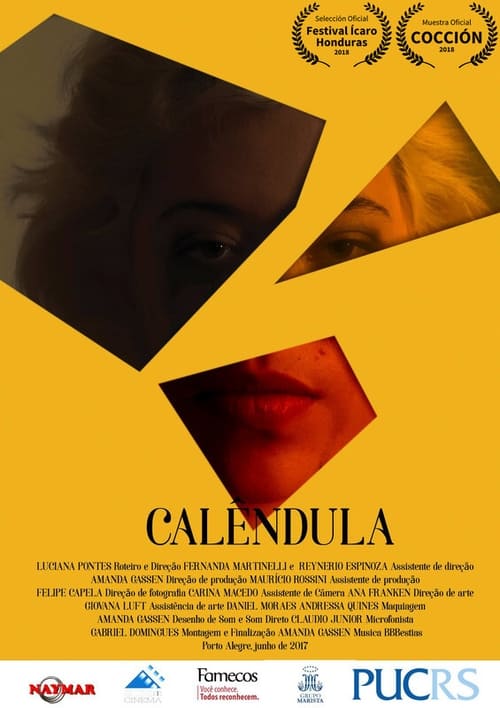 Selección Oficial
Festival Ícaro
Honduras
2018
Muestra Oficial
COCCIÓN
2018
CALÊNDULA
LUCIANA PONTES Roteiro e Direção FERNANDA MARTINELLI e REYNERIO ESPINOZA Assistente de direção
AMANDA GASSEN Direção de produção MAURÍCIO ROSSINI Assistente de produção
FELIPE CAPELA Direção de fotografia CARINA MACEDO Assistente de Câmera ANA FRANKEN Direção de arte
GIOVANA LUFT Assistência de arte DANIEL MORAES ANDRESSA QUINES Maquiagem
AMANDA GASSEN Desenho de Som e Som Direto CLAUDIO JUNIOR Microfonista
GABRIEL DOMINGUES Montagem e Finalização AMANDA GASSEN Musica BBBestias
Porto Alegre, junho de 2017
NAYMAR
CINEMA
Famecos
Você conhece.
Todos reconhecem.
GRUPO
MARISTA
PUCRS